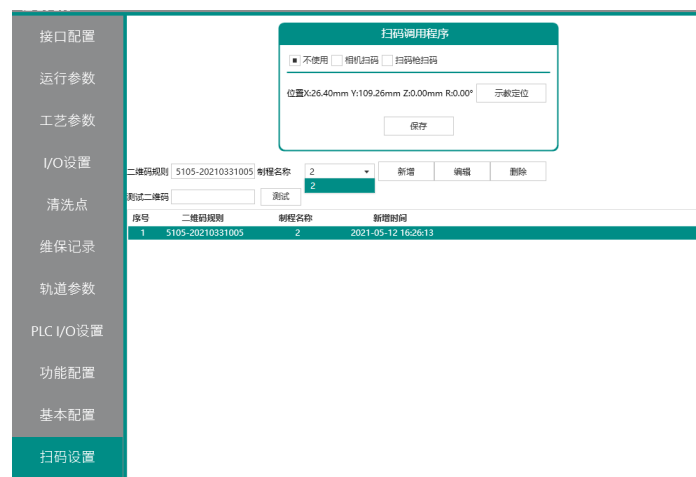 接口配置
运行参数
工艺参数
I/O设置
清洗点
维保记录
轨道参数
PLC I/O设置
功能配置
基本配置
扫码设置
扫码调用程序
不使用 相机扫码 扫码枪扫码
位置X:26.40mm Y:109.26mm Z:0.00mm R:0.00° 示教定位
保存
二维码规则 5105-20210331005 制程名称 2 新增 编辑 删除
2
测试二维码 测试
序号 二维码规则 制程名称 新增时间
1 5105-20210331005 2 2021-05-12 16:26:13